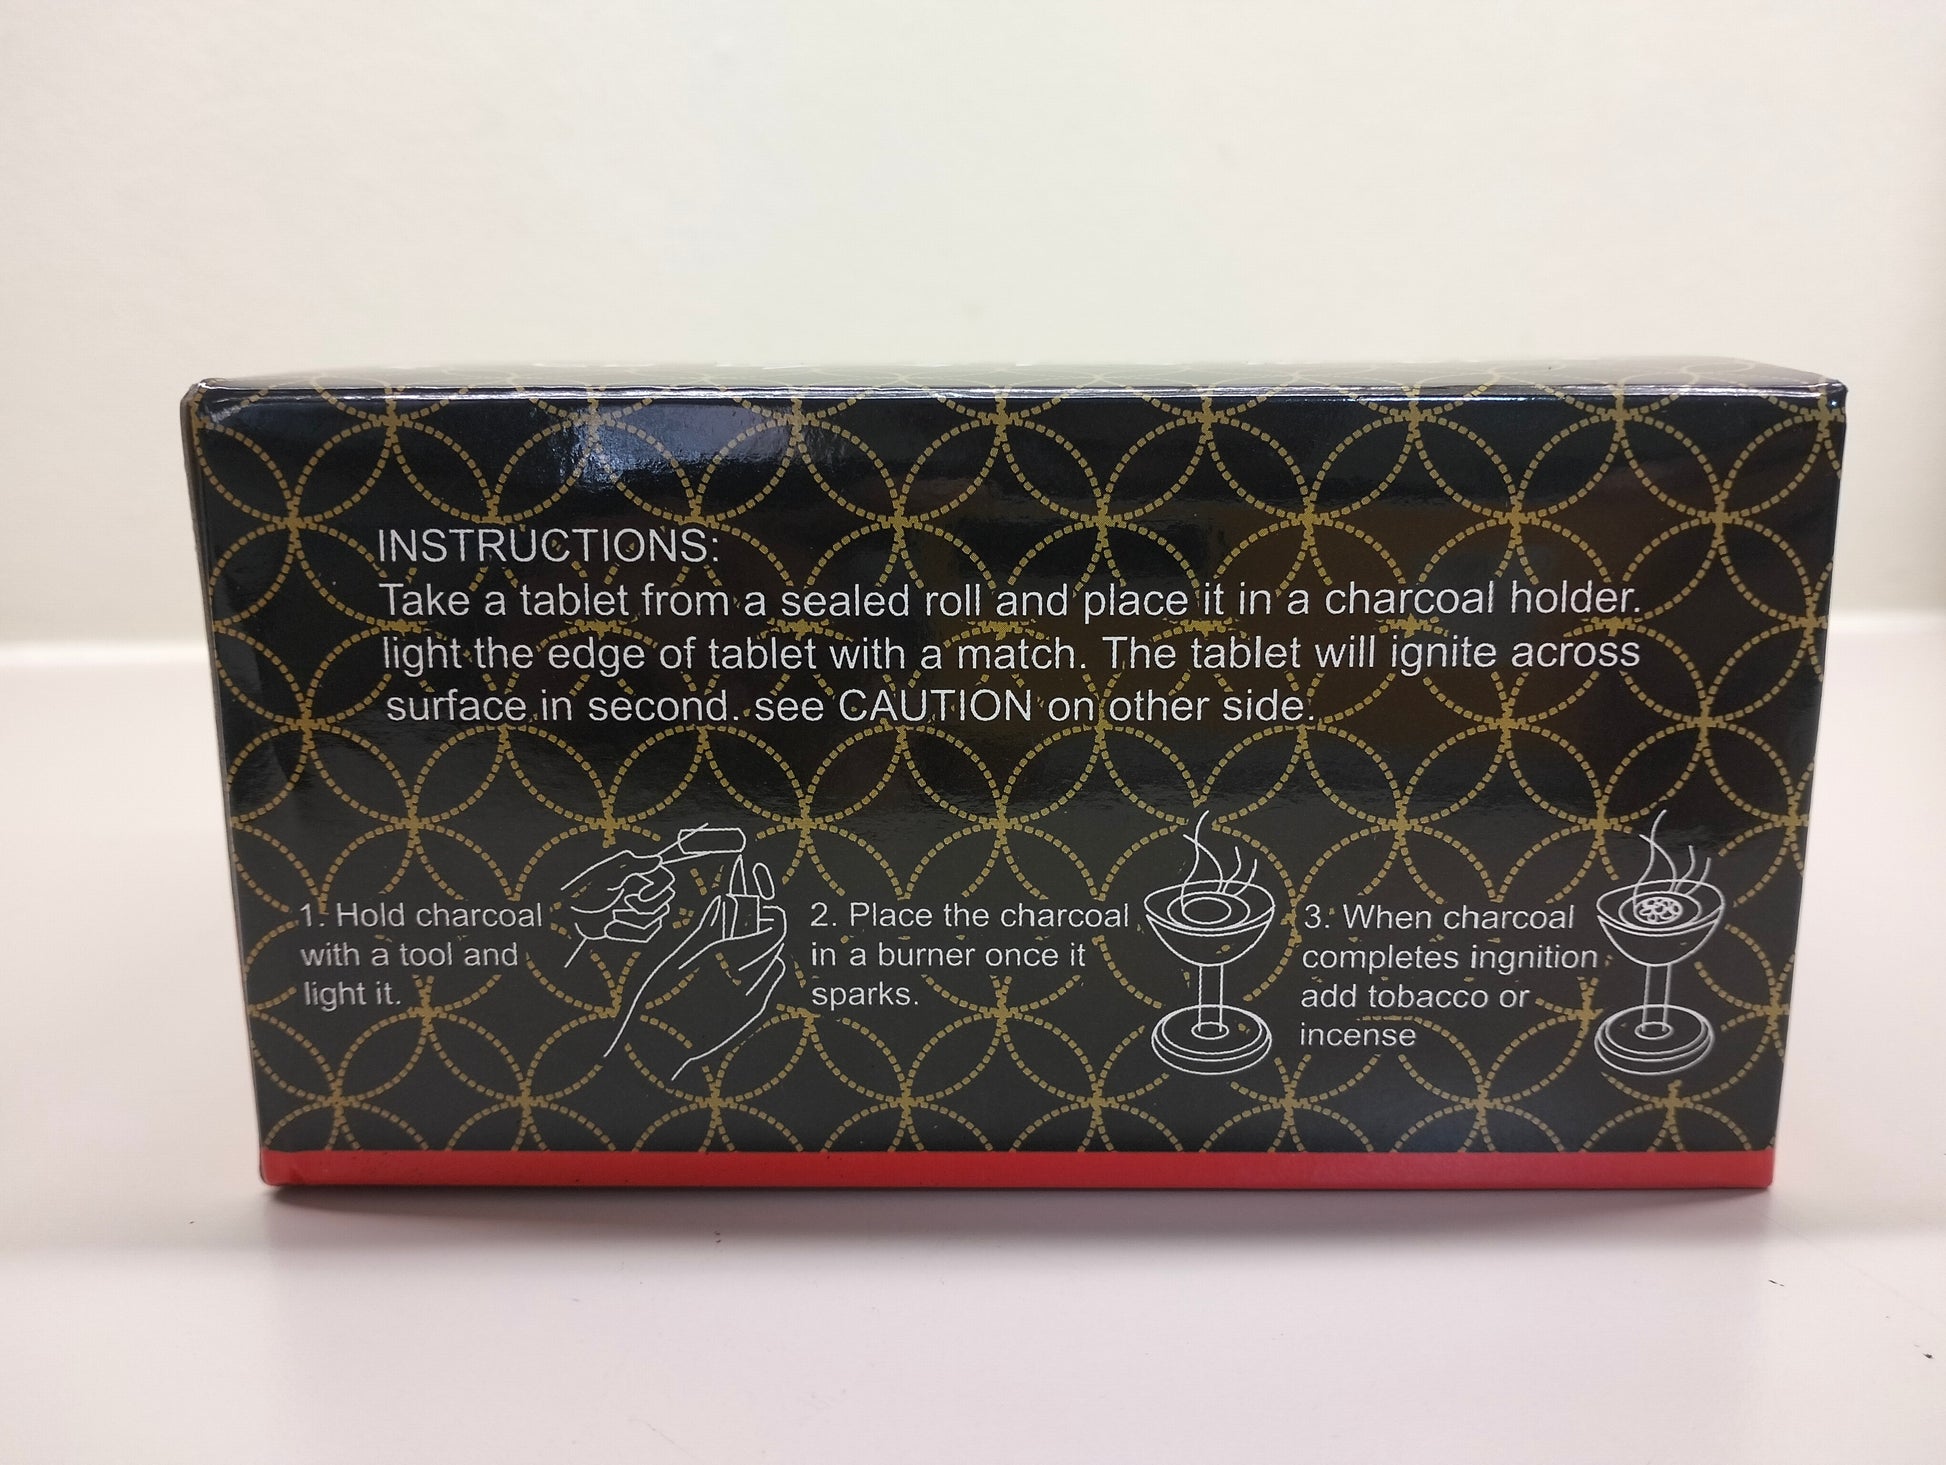 INSTRUCTIONS:
Take a tablet from a sealed roll and place it in a charcoal holder.
light the edge of tablet with a match. The tablet will ignite across
surface in second. see CAUTION on other side.
1. Hold charcoal
with a tool and
light it.
2. Place the charcoal
in a burner once it
sparks.
3. When charcoal
completes ingnition
add tobacco or
incense